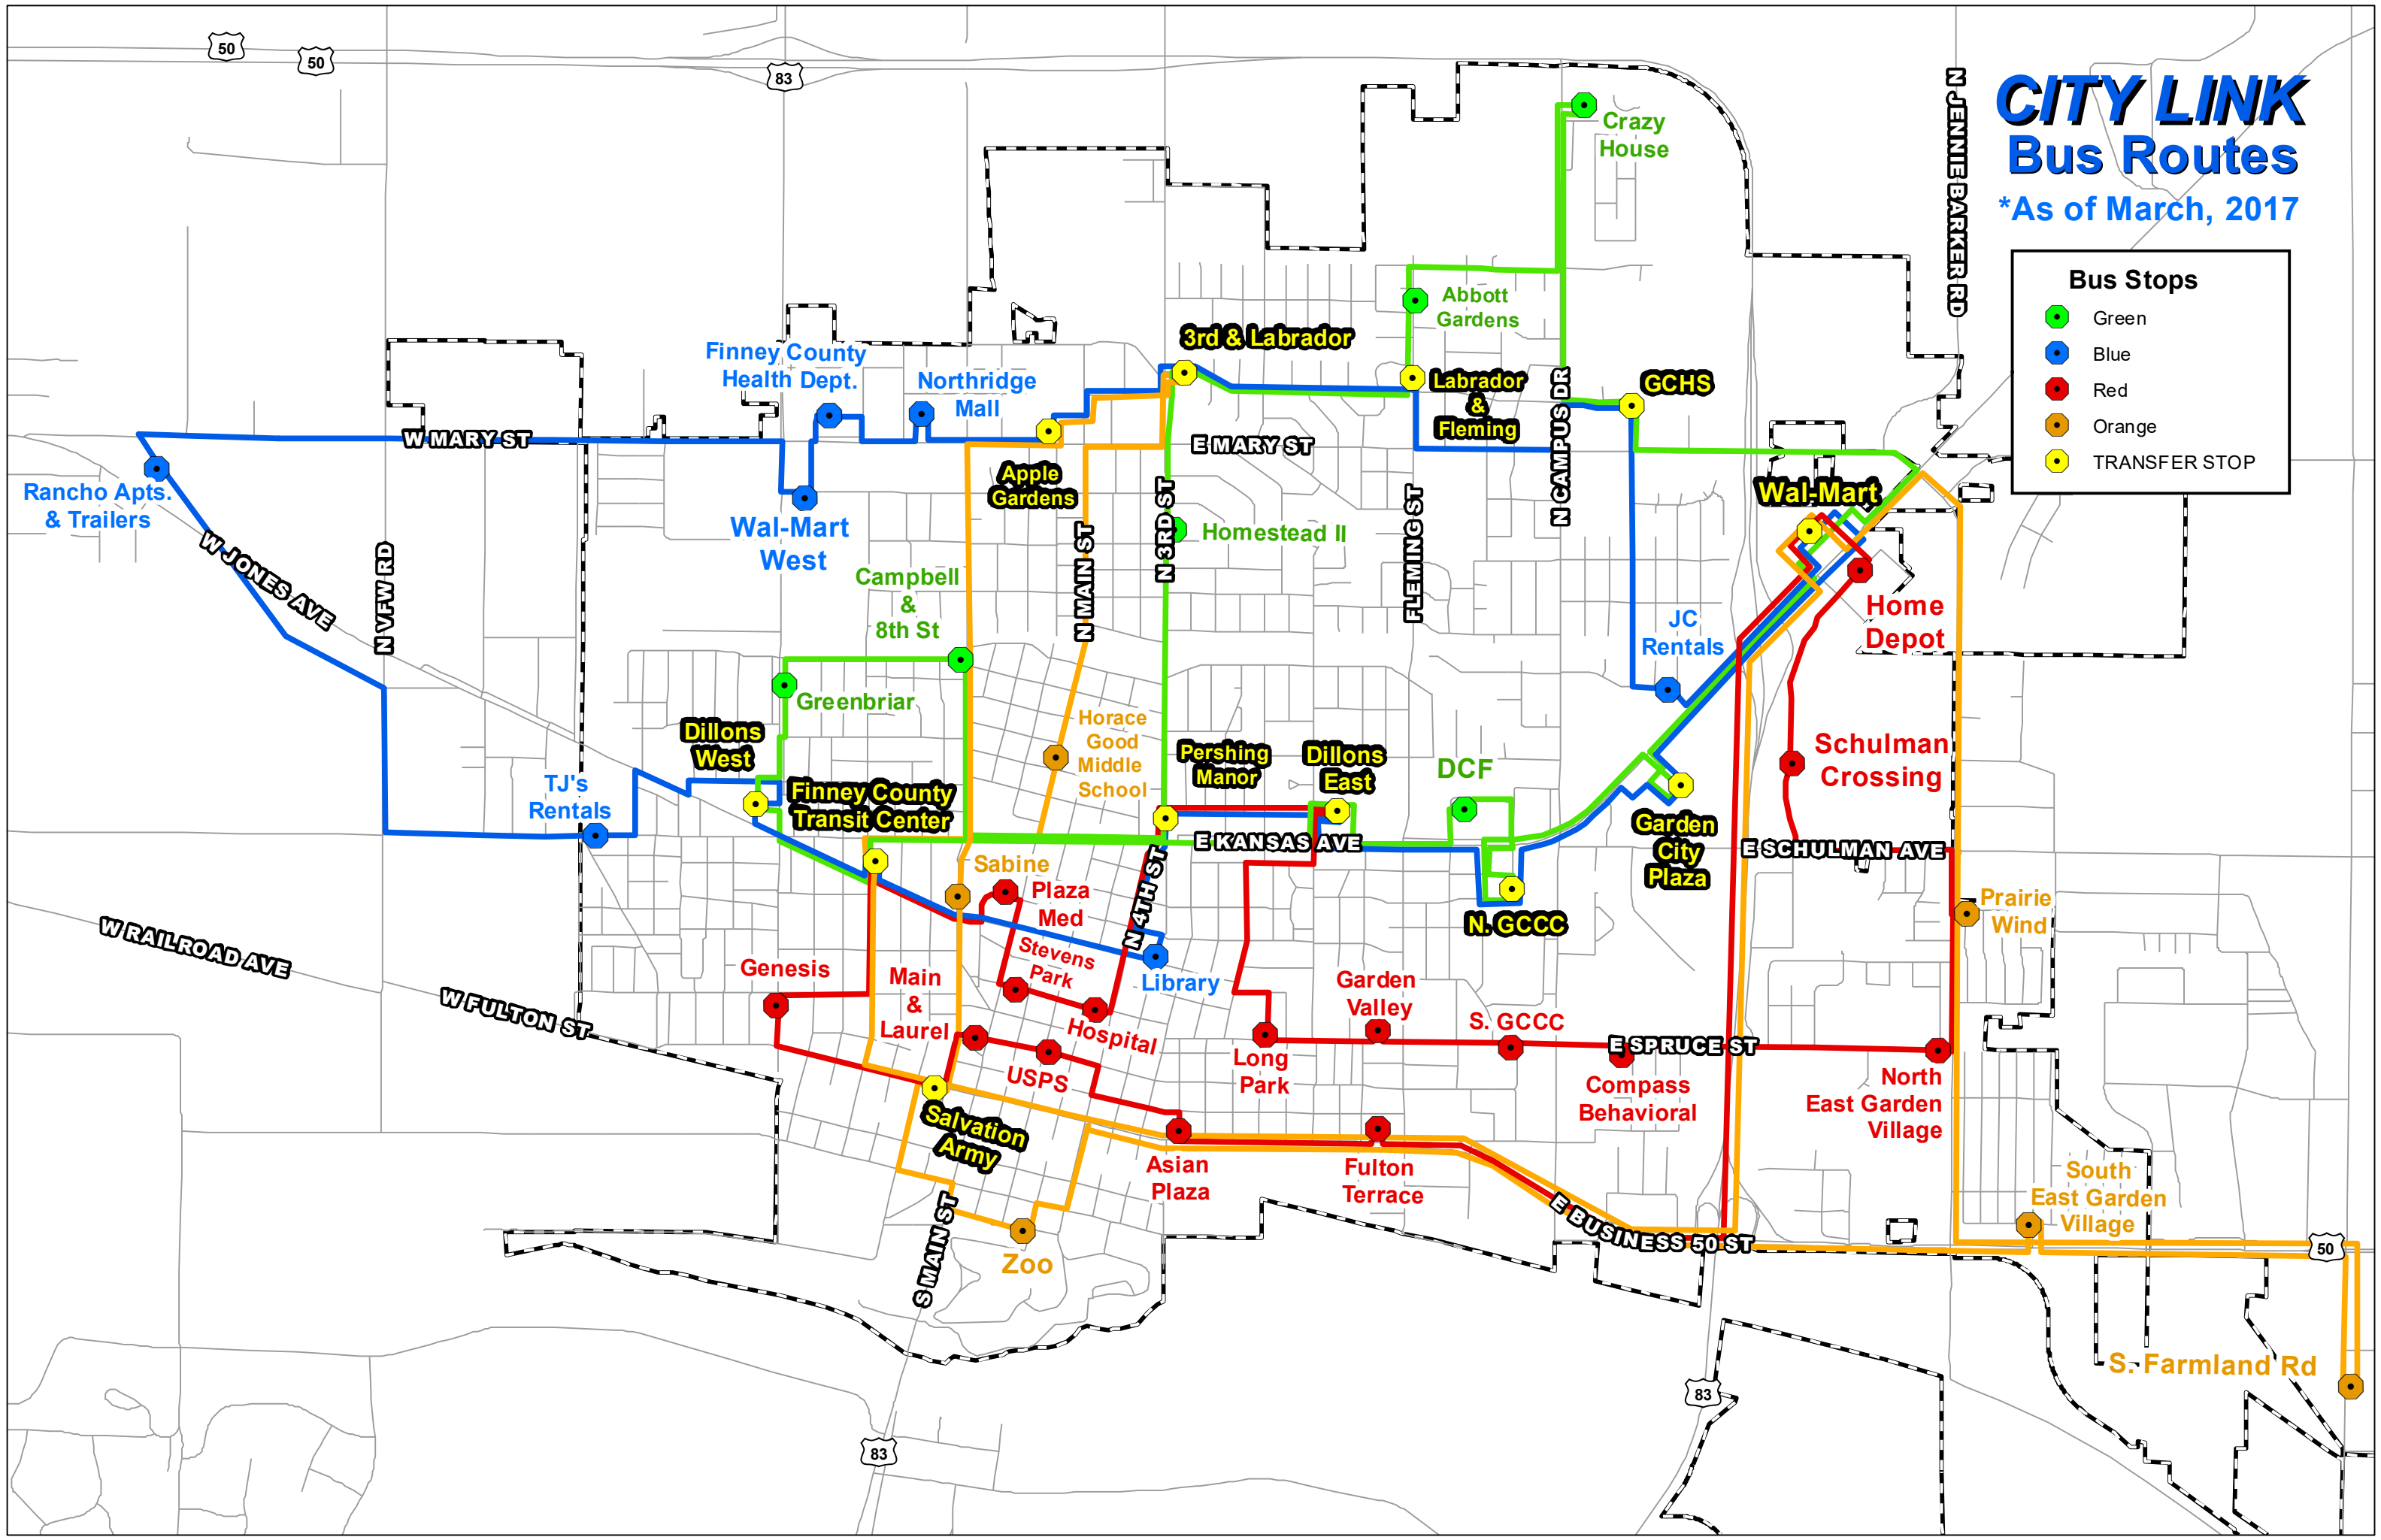 50
50
83
CITY LINK
Bus Routes
*As of March, 2017
N JENNIE BARKER RD
Bus Stops
Green
Blue
Red
Orange
TRANSFER STOP
Crazy
House
Abbott
Gardens
3rd & Labrador
Finney County
Health Dept.
Northridge
Mall
Labrador
&
Fleming
N CAMPUS DR
GCHS
W MARY ST
E MARY ST
Apple
Gardens
Rancho Apts.
& Trailers
Wal-Mart
West
Wal-Mart
W JONES AVE
N VFW RD
N MAIN ST
N 3RD ST
Homestead II
FLEMING ST
Campbell
&
8th St
JC
Rentals
Home
Depot
Greenbriar
Dillons
West
Horace
Good
Middle
School
Pershing
Manor
Dillons
East
DCF
Schulman
Crossing
TJ's
Rentals
Finney County
Transit Center
E KANSAS AVE
Garden
City
Plaza
E SCHULMAN AVE
Sabine
Plaza
Med
N 4TH ST
N. GCCC
Prairie
Wind
W RAILROAD AVE
W FULTON ST
Genesis
Main
&
Laurel
Stevens
Park
Library
Hospital
USPS
Garden
Valley
S. GCCC
Long
Park
E SPRUCE ST
Compass
Behavioral
North
East Garden
Village
Salvation
Army
Asian
Plaza
Fulton
Terrace
S MAIN ST
Zoo
E BUSINESS 50 ST
South
East Garden
Village
50
S. Farmland Rd
83
83